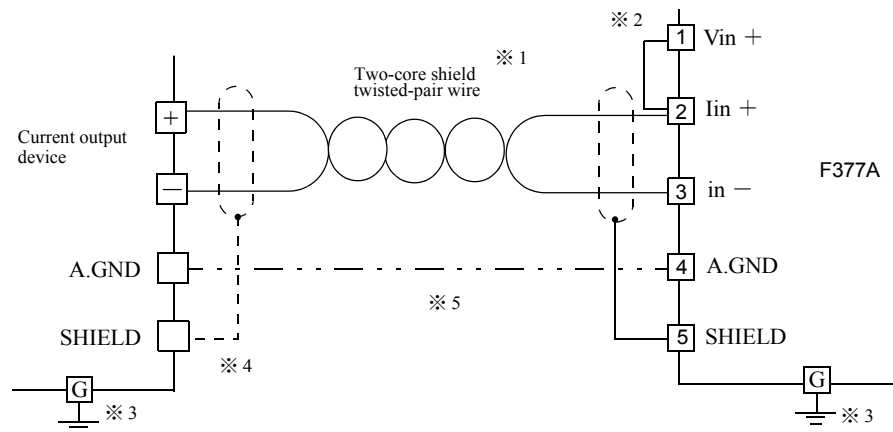 ※ 2
1 Vin ＋
※ 1
Two-core shield
twisted-pair wire
＋
2 Iin ＋
Current output
device
F377A
－
3 in －
A.GND
4 A.GND
※ 5
SHIELD
5 SHIELD
※ 4
G
※ 3
G
※ 3